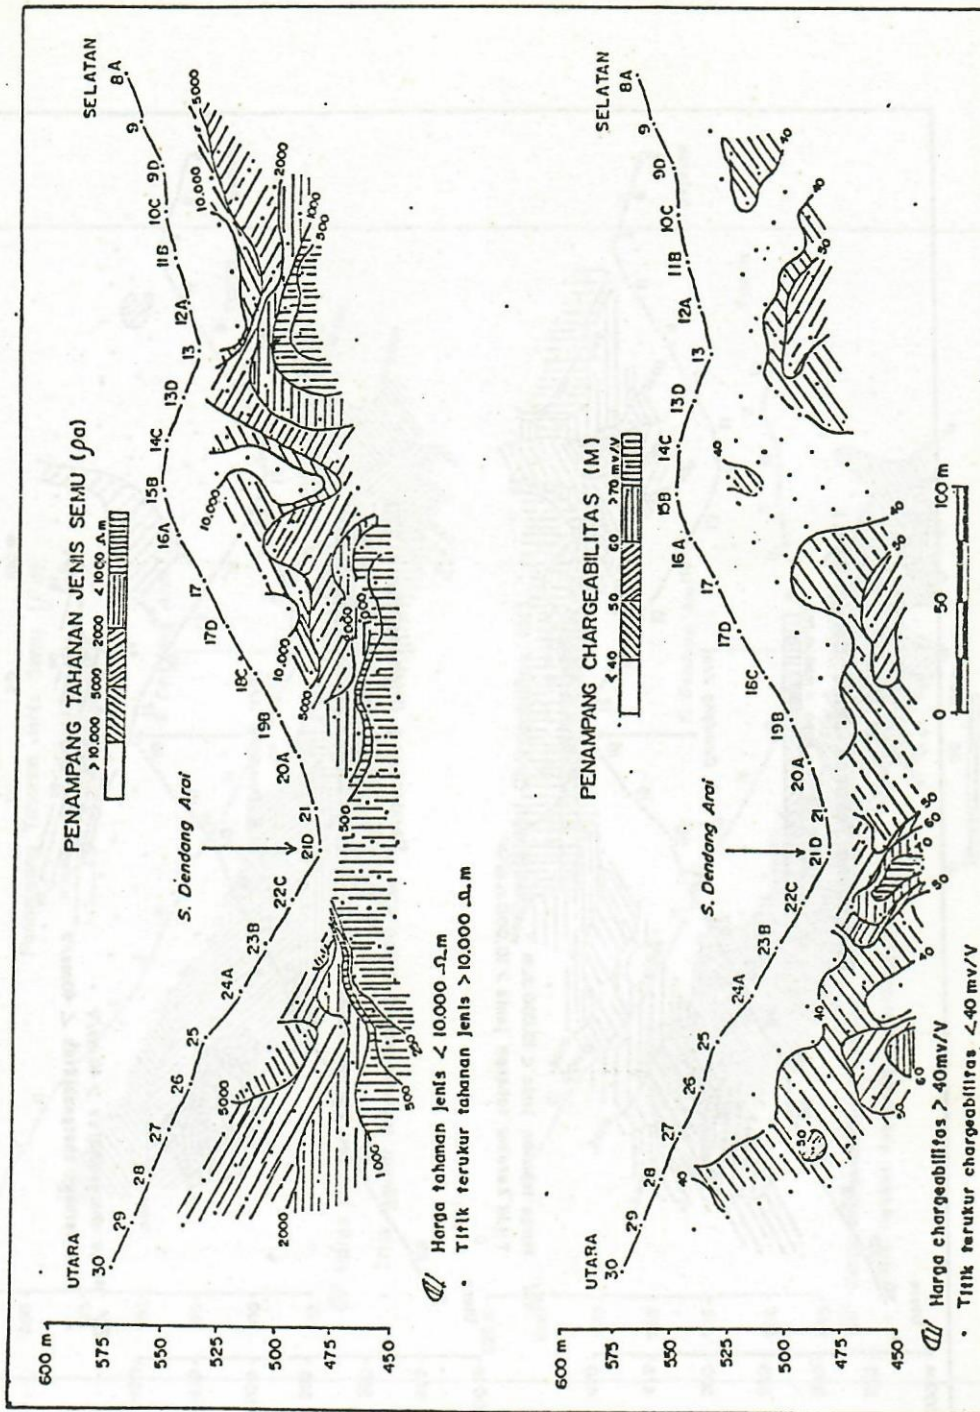 PENAMPANG TAHANAN JENIS SEMU (ρa)
>10.000 5000 2000 <1000 Ω.m
UTARA
SELATAN
S. Dendang Arai
30 29 28 27 26 25 24A 23B 22C 21D 21 20A 19B 18C 17D 17 16A 15B 14C 13D 13 12A 11B 10C 9D 9 8A
600 m
575
550
525
500
475
450
5000
2000
1000
500
250
500
5000
10.000
2000
1000
10.000
10.000
5000
2000
1000
500
Harga tahanan jenis < 10.000 Ω.m
• Titik terukur tahanan jenis >10.000 Ω.m
PENAMPANG CHARGEABILITAS (M)
<40 50 60 >70 mv/V
UTARA
SELATAN
S. Dendang Arai
30 29 28 27 26 25 24A 23B 22C 21D 21 20A 19B 16C 17D 17 16A 15B 14C 13D 13 12A 11B 10C 9D 9 8A
600 m
575
550
525
500
475
450
40
50
50
60
40
40
50
70
60
50
50
40
40
50
40
40
0 50 100 m
Harga chargeabilitas > 40mv/V
• Titik terukur chargeabilitas <40 mv/V